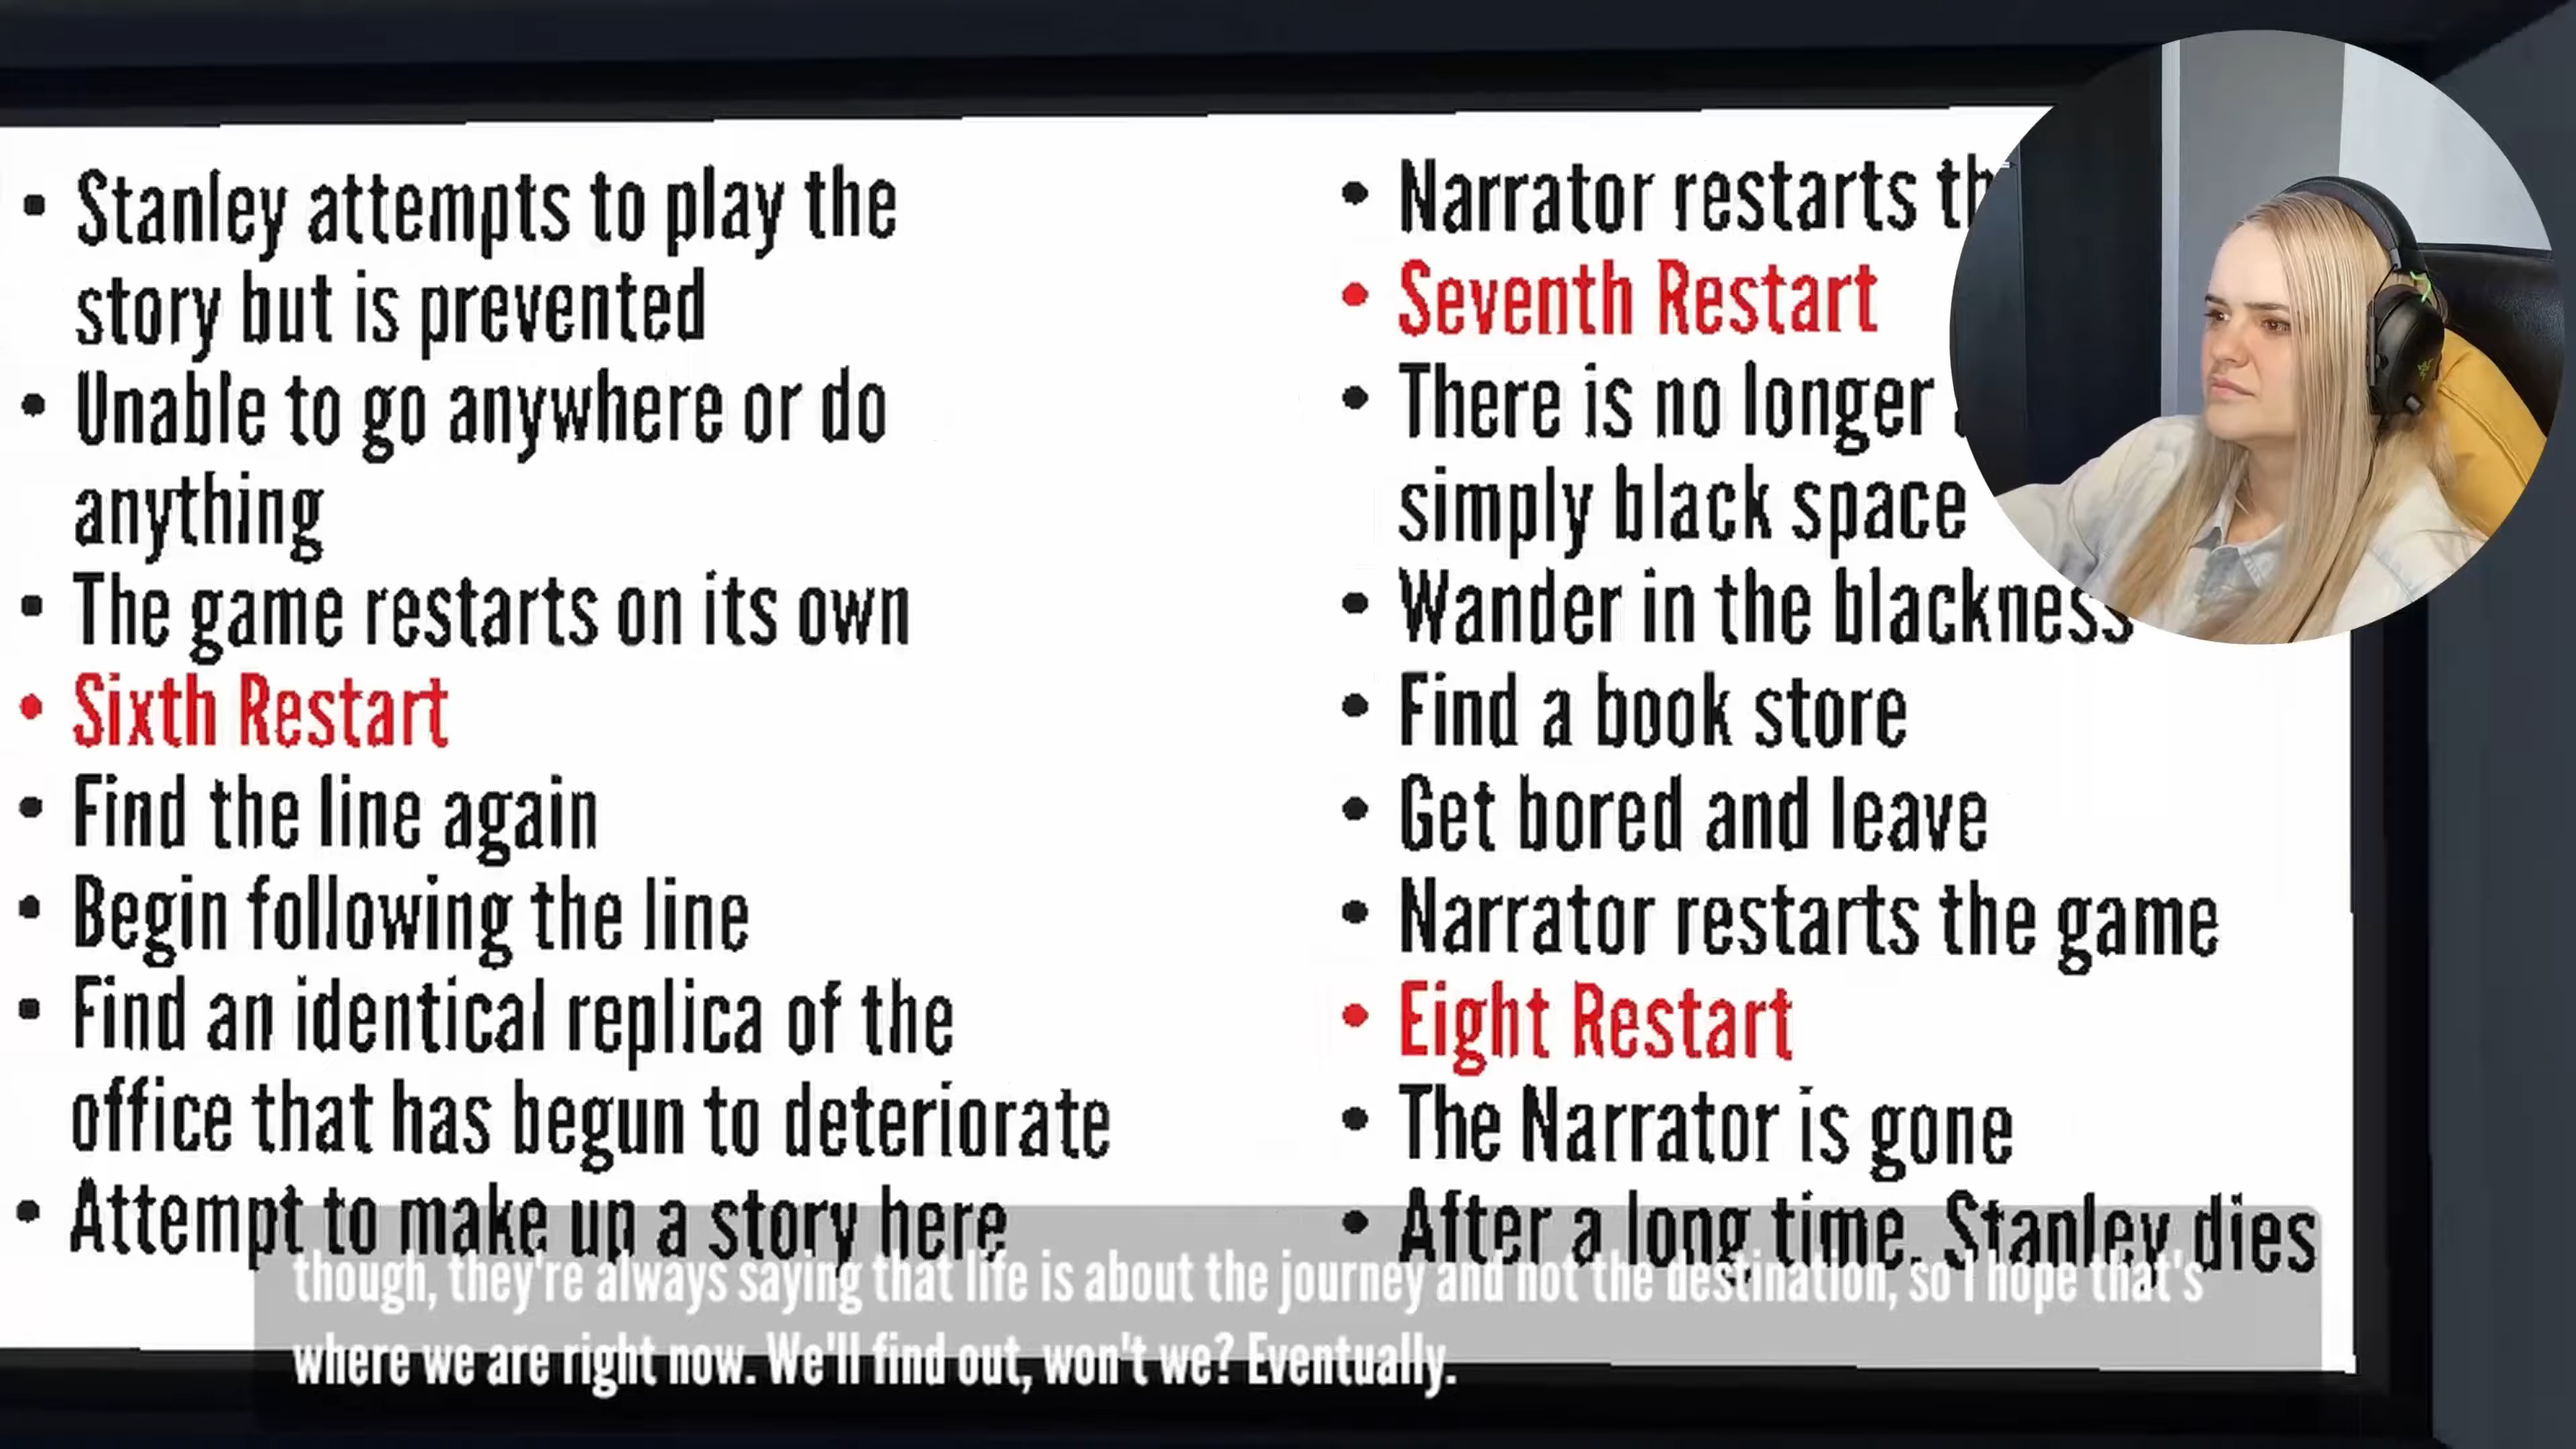 • Stanley attempts to play the
story but is prevented
• Unable to go anywhere or do
anything
• The game restarts on its own
• Sixth Restart
• Find the line again
• Begin following the line
• Find an identical replica of the
office that has begun to deteriorate
• Attempt to make up a story here
• Narrator restarts
• Seventh Restart
• There is no longer
simply black space
• Wander in the blackness
• Find a book store
• Get bored and leave
• Narrator restarts the game
• Eight Restart
• The Narrator is gone
• After a long time, Stanley dies
though, they're always saying that life is about the journey and not the destination, so I hope that's
where we are right now. We'll find out, won't we? Eventually.